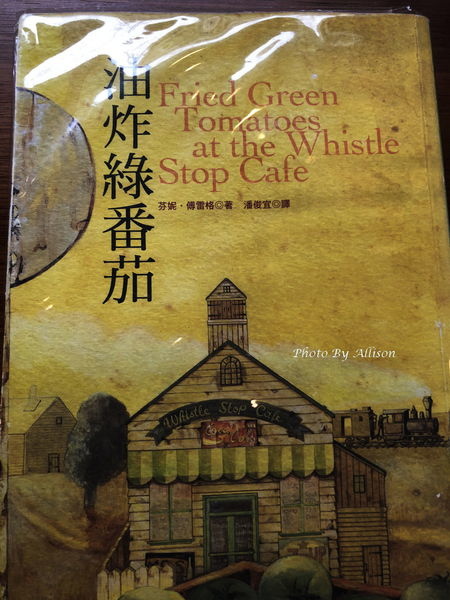 油炸綠番茄
Fried Green
Tomatoes
at the Whistle
Stop Cafe
芬妮・傅雷格◎著 潘俊宜◎譯
Photo By Allison
Whistle Stop Cafe